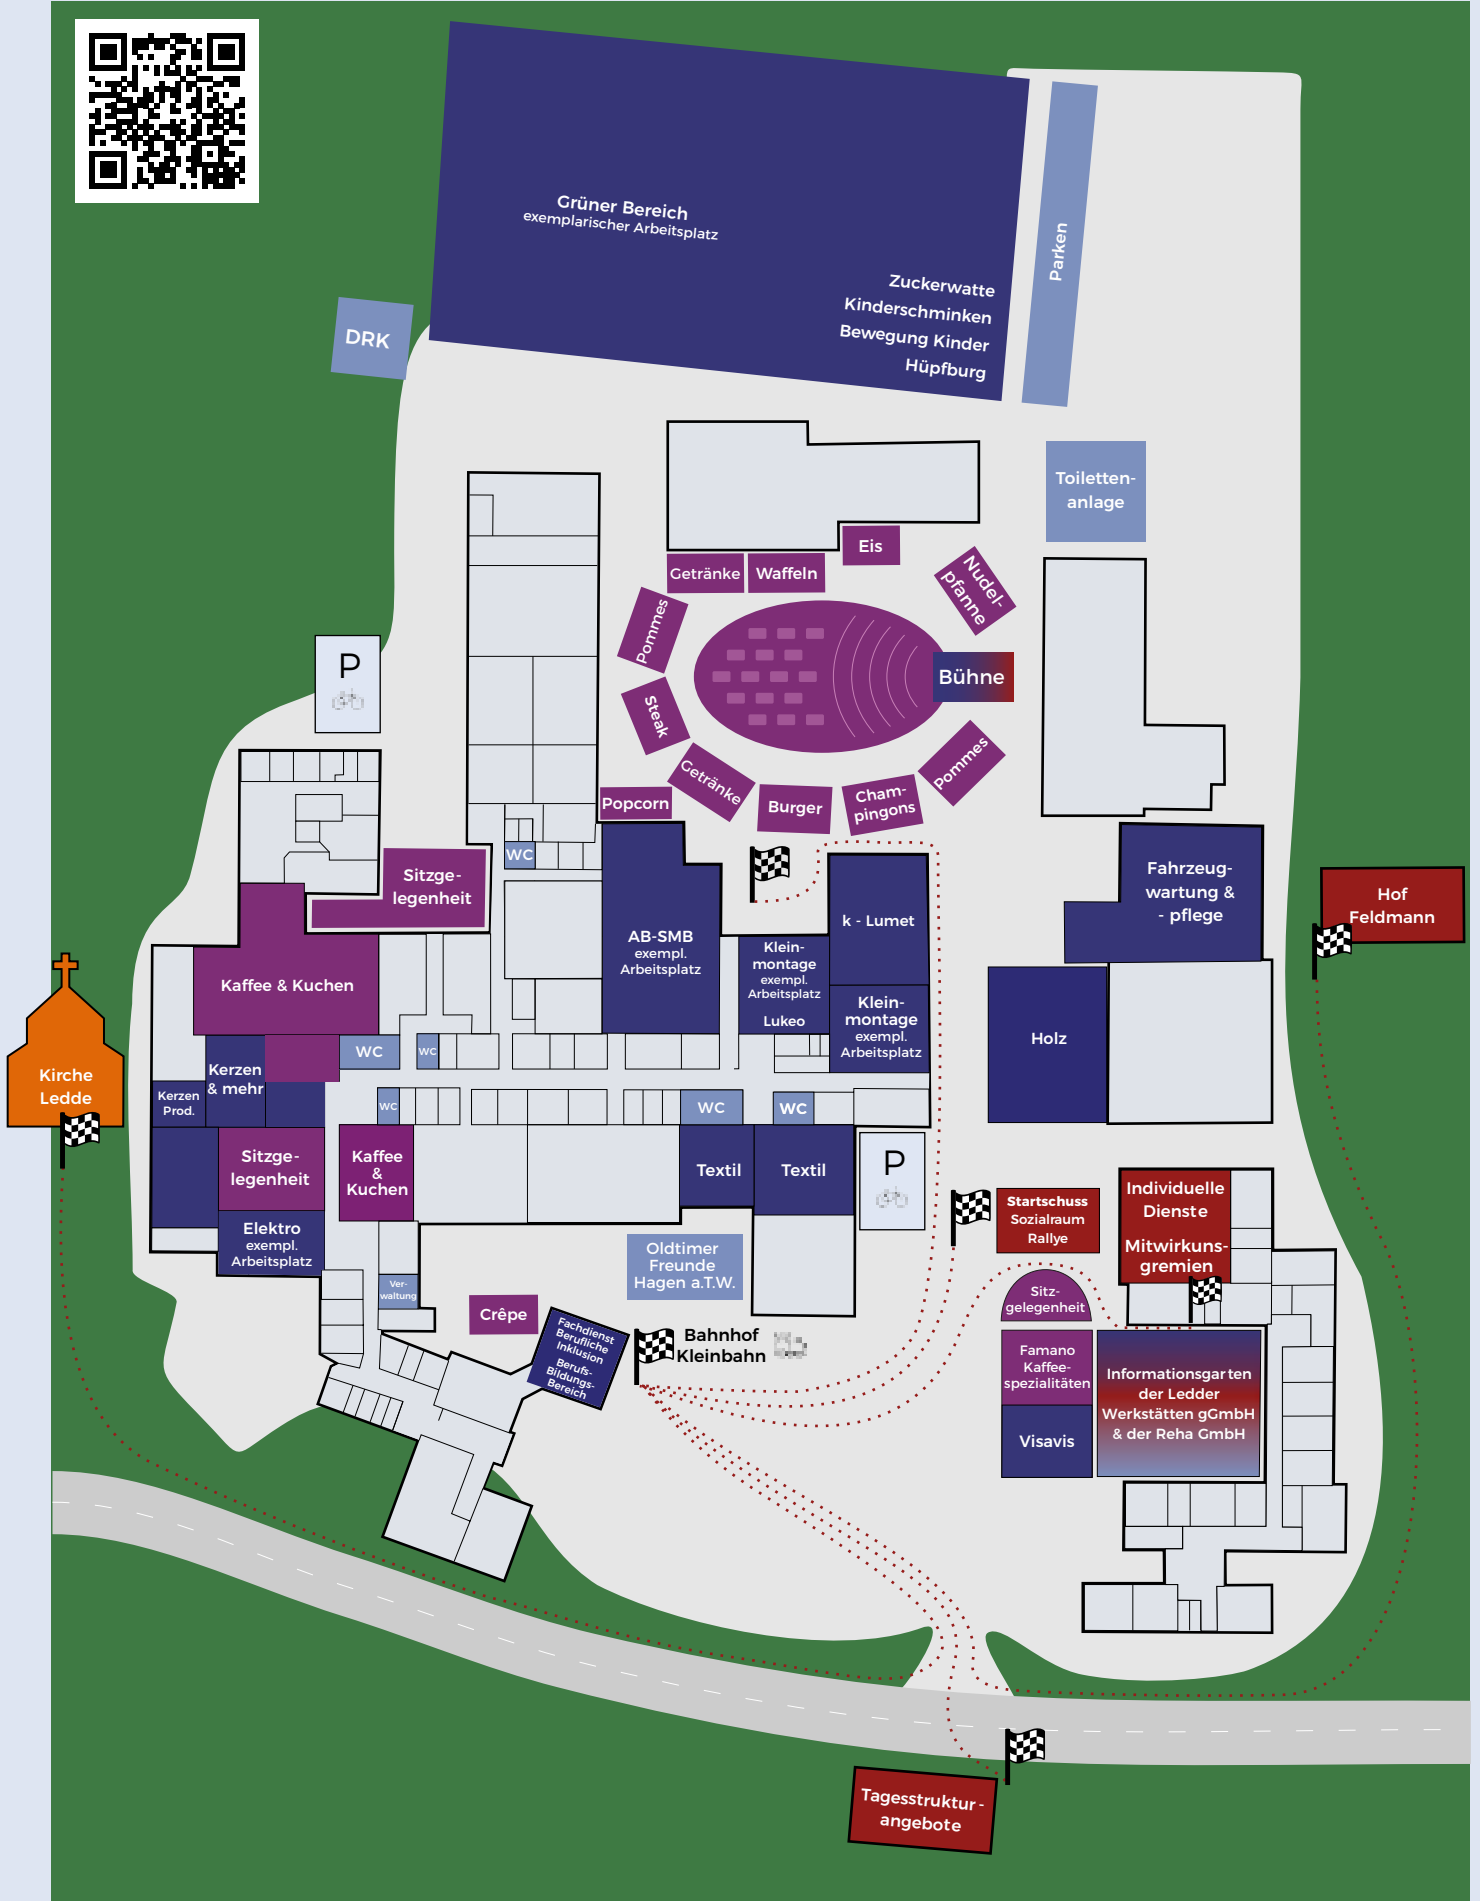 Grüner Bereich
exemplarischer Arbeitsplatz
Zuckerwatte
Kinderschminken
Bewegung Kinder
Hüpfburg
Parken
DRK
Toiletten-
anlage
Eis
Getränke
Waffeln
Nudel-
pfanne
Pommes
P
Bühne
Steak
Getränke
Pommes
Popcorn
Burger
Cham-
pingons
WC
Sitzge-
legenheit
Fahrzeug-
wartung &
- pflege
Hof
Feldmann
k - Lumet
AB-SMB
exempl.
Arbeitsplatz
Klein-
montage
exempl.
Arbeitsplatz
Lukeo
Kaffee & Kuchen
Klein-
montage
exempl.
Arbeitsplatz
Holz
Kirche
Ledde
WC
WC
Kerzen
& mehr
Kerzen
Prod.
WC
WC
WC
Sitzge-
legenheit
Kaffee
&
Kuchen
Textil
Textil
P
Startschuss
Sozialraum
Rallye
Individuelle
Dienste
Mitwirkuns-
gremien
Elektro
exempl.
Arbeitsplatz
Oldtimer
Freunde
Hagen a.T.W.
Ver-
waltung
Crêpe
Sitz-
gelegenheit
Fachdienst
Berufliche
Inklusion
Berufs-
Bildungs-
Bereich
Bahnhof
Kleinbahn
Famano
Kaffee-
spezialitäten
Informationsgarten
der Ledder
Werkstätten gGmbH
& der Reha GmbH
Visavis
Tagesstruktur-
angebote